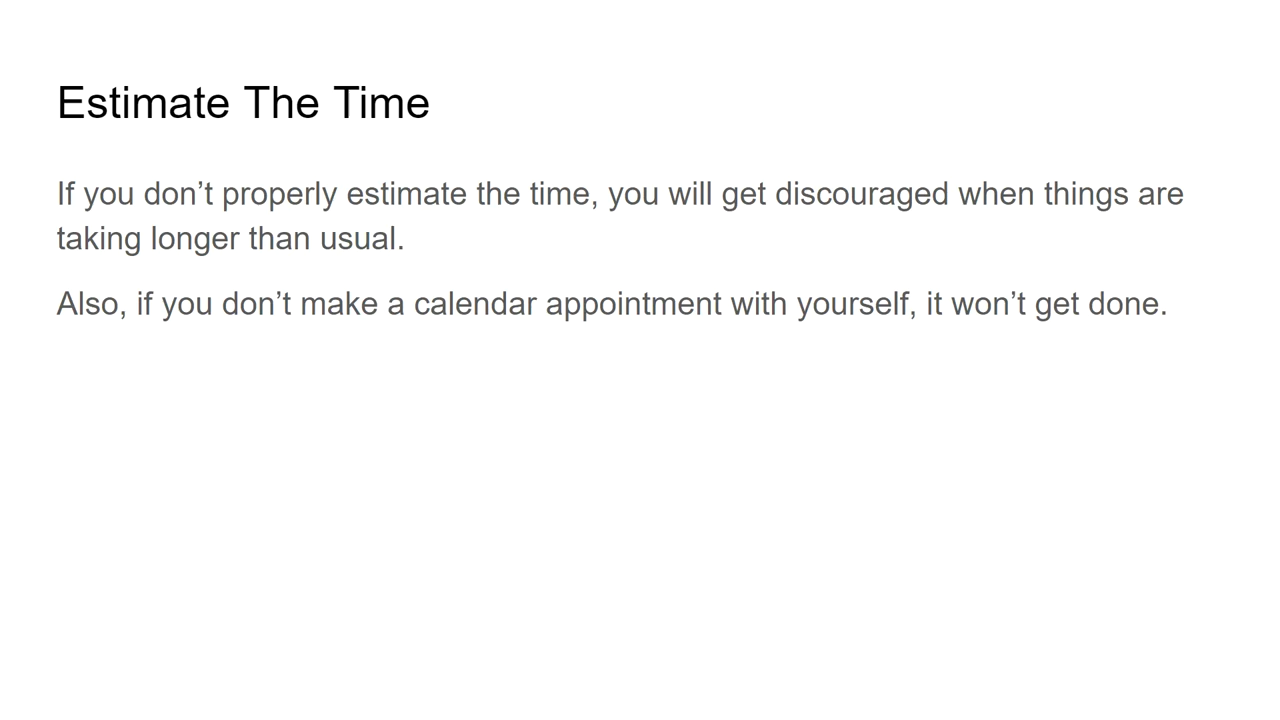 Estimate The Time
If you don’t properly estimate the time, you will get discouraged when things are
taking longer than usual.
Also, if you don’t make a calendar appointment with yourself, it won’t get done.